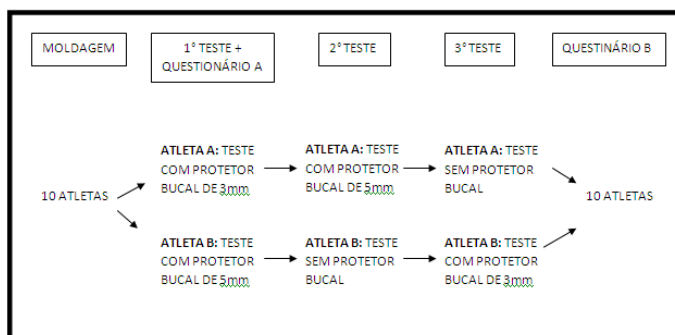 MOLDAGEM
1° TESTE +
QUESTIONÁRIO A
2° TESTE
3° TESTE
QUESTINÁRIO B
10 ATLETAS
ATLETA A: TESTE
COM PROTETOR
BUCAL DE 3mm
ATLETA A: TESTE
COM PROTETOR
BUCAL DE 5mm
ATLETA A: TESTE
SEM PROTETOR
BUCAL
ATLETA B: TESTE
COM PROTETOR
BUCAL DE 5mm
ATLETA B: TESTE
SEM PROTETOR
BUCAL
ATLETA B: TESTE
COM PROTETOR
BUCAL DE 3mm
10 ATLETAS